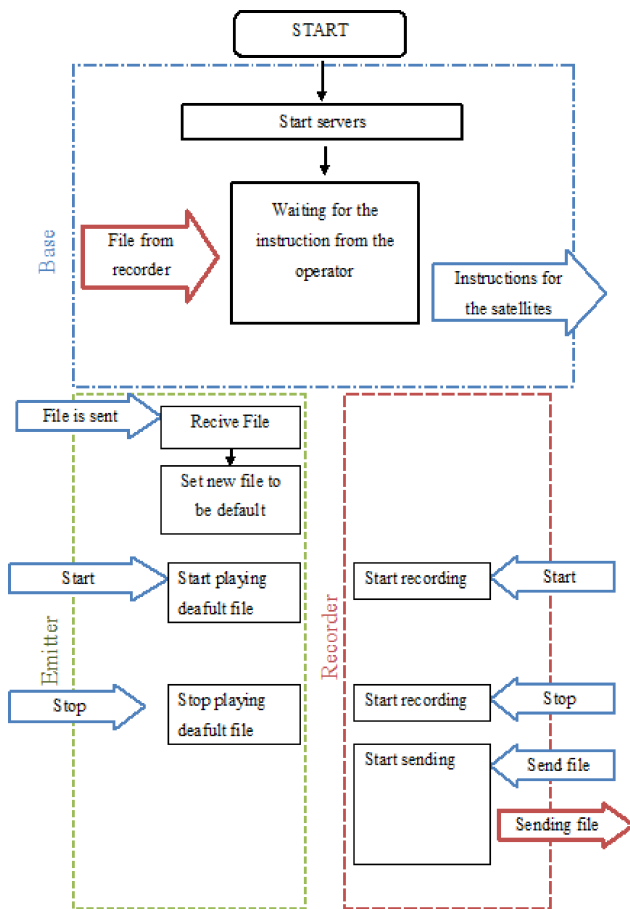 START
Start servers
Waiting for the
instruction from the
operator
File from
recorder
Base
Instructions for
the satellites
File is sent
Recive File
Set new file to
be default
Start
Start playing
deafult file
Start recording
Start
Emitter
Recorder
Stop
Stop playing
deafult file
Start recording
Stop
Start sending
Send file
Sending file